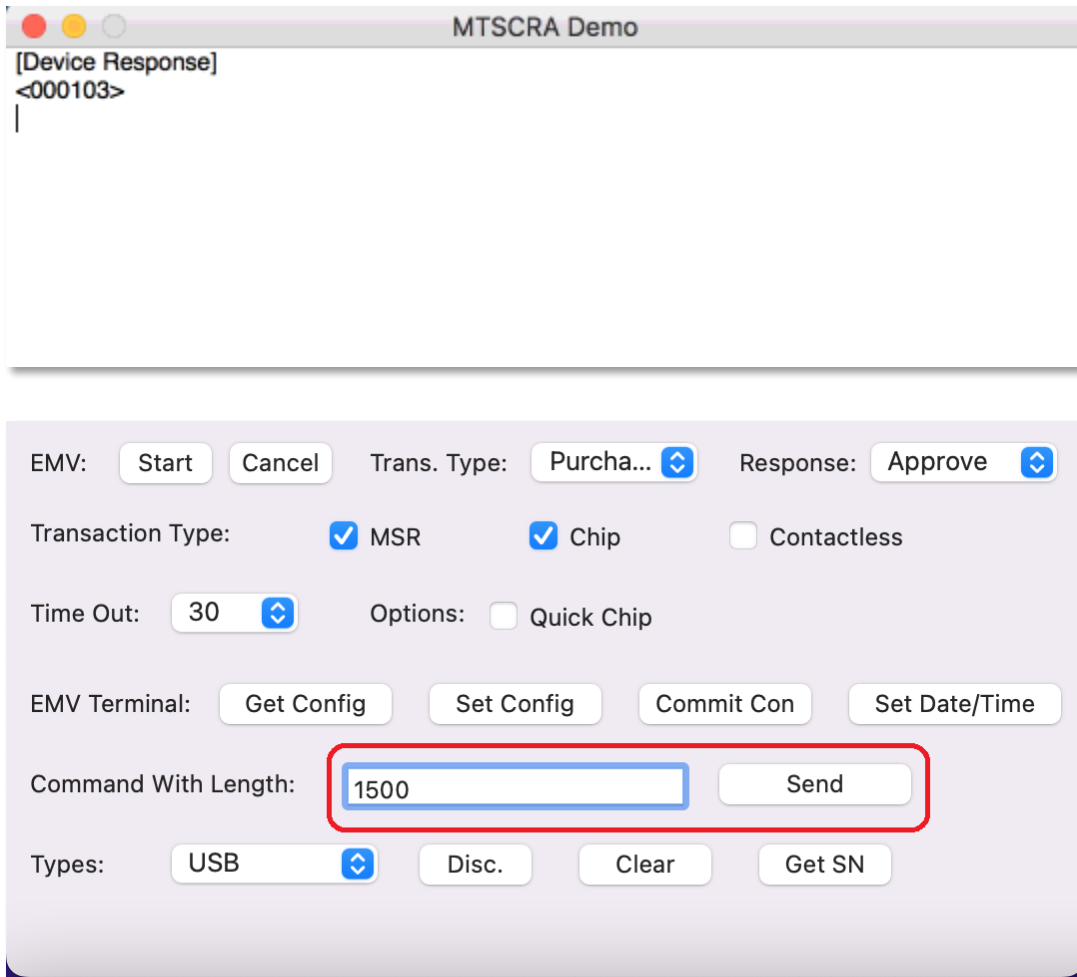 MTSCRA Demo
[Device Response]
<000103>
EMV: Start Cancel Trans. Type: Purcha... Response: Approve
Transaction Type: MSR Chip Contactless
Time Out: 30 Options: Quick Chip
EMV Terminal: Get Config Set Config Commit Con Set Date/Time
Command With Length: 1500 Send
Types: USB Disc. Clear Get SN